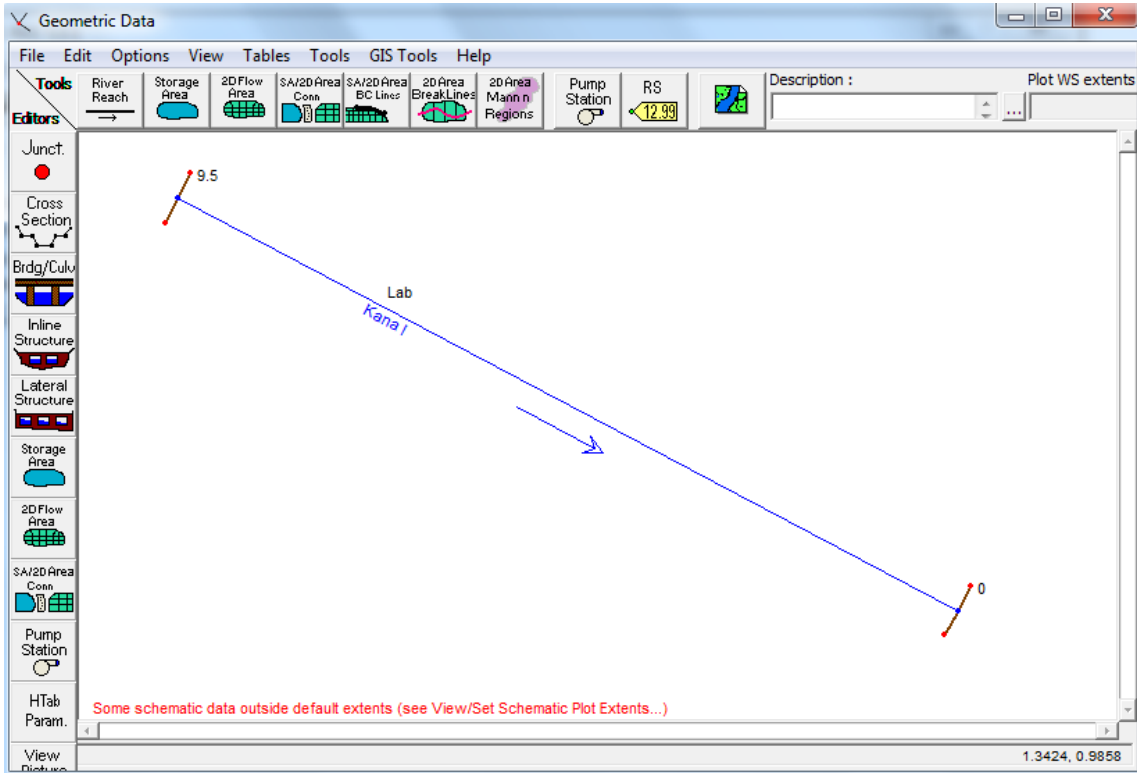 Geometric Data
File Edit Options View Tables Tools GIS Tools Help
Tools
Editors
River Reach
Storage Area
2D Flow Area
SA/2D Area Conn
SA/2D Area BC Lines
2D Area BreakLines
2D Area Mann n Regions
Pump Station
RS
12.99
Description :
...
Plot WS extents
Junct.
Cross Section
Brdg/Culv
Inline Structure
Lateral Structure
Storage Area
2D Flow Area
SA/2D Area Conn
Pump Station
HTab Param.
View Picture
9.5
Lab
Kana l
0
Some schematic data outside default extents (see View/Set Schematic Plot Extents...)
1.3424, 0.9858